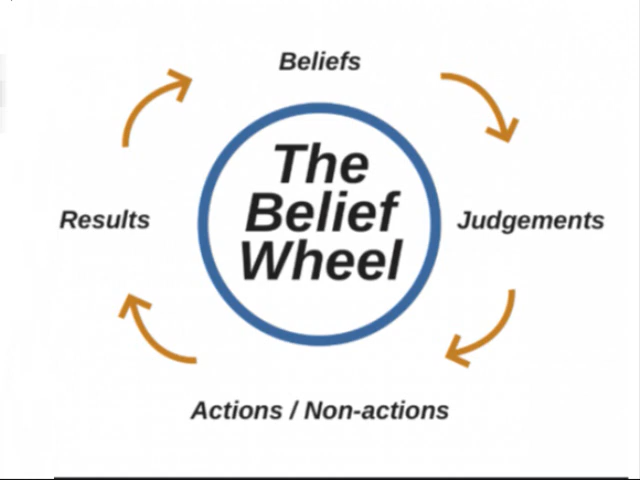 Beliefs
The
Belief
Wheel
Results
Judgements
Actions / Non-actions